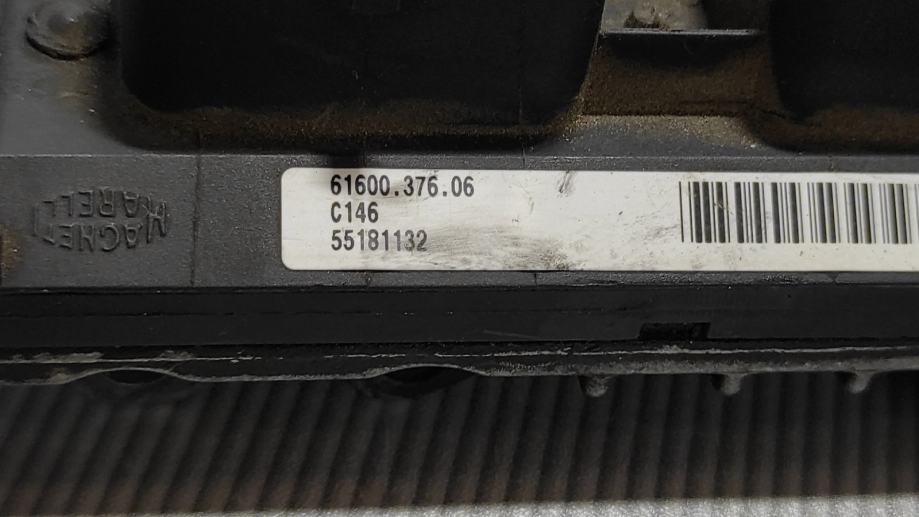 MAGNETI
MARELLI
61600.376.06
C146
55181132